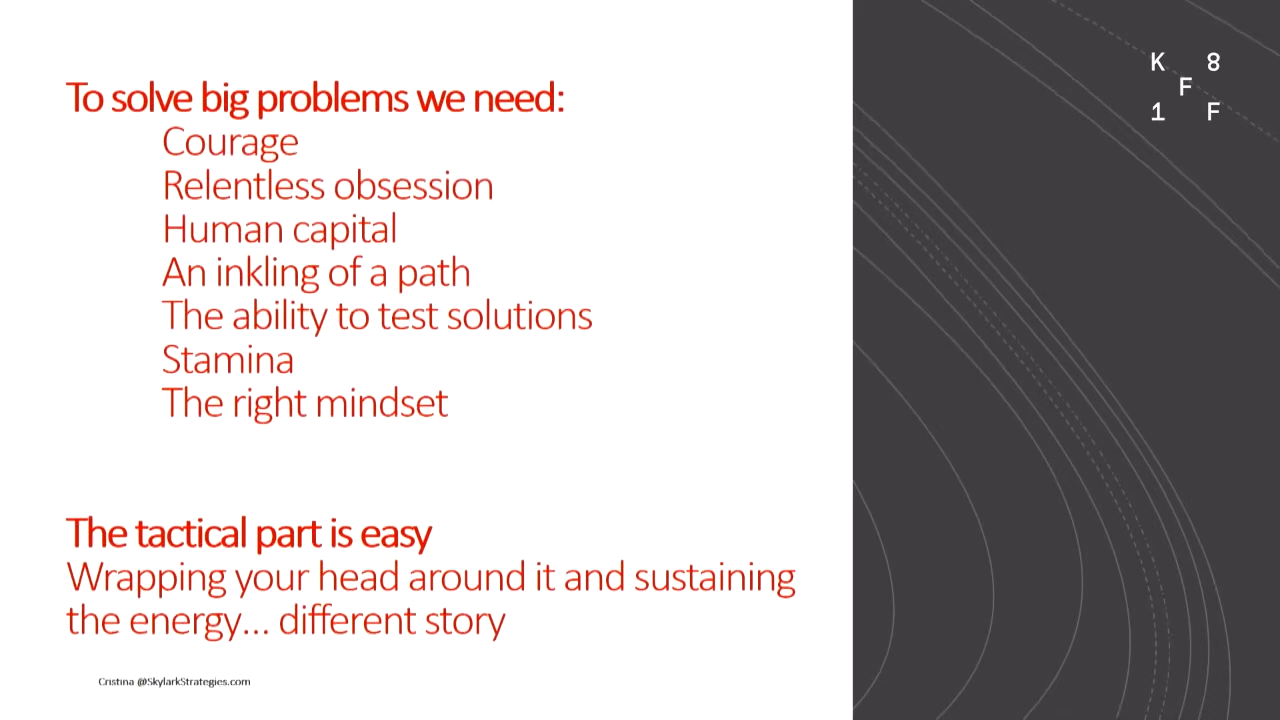 To solve big problems we need:
Courage
Relentless obsession
Human capital
An inkling of a path
The ability to test solutions
Stamina
The right mindset
The tactical part is easy
Wrapping your head around it and sustaining
the energy... different story
Cristina @SkylarkStrategies.com
K 8
F
1 F